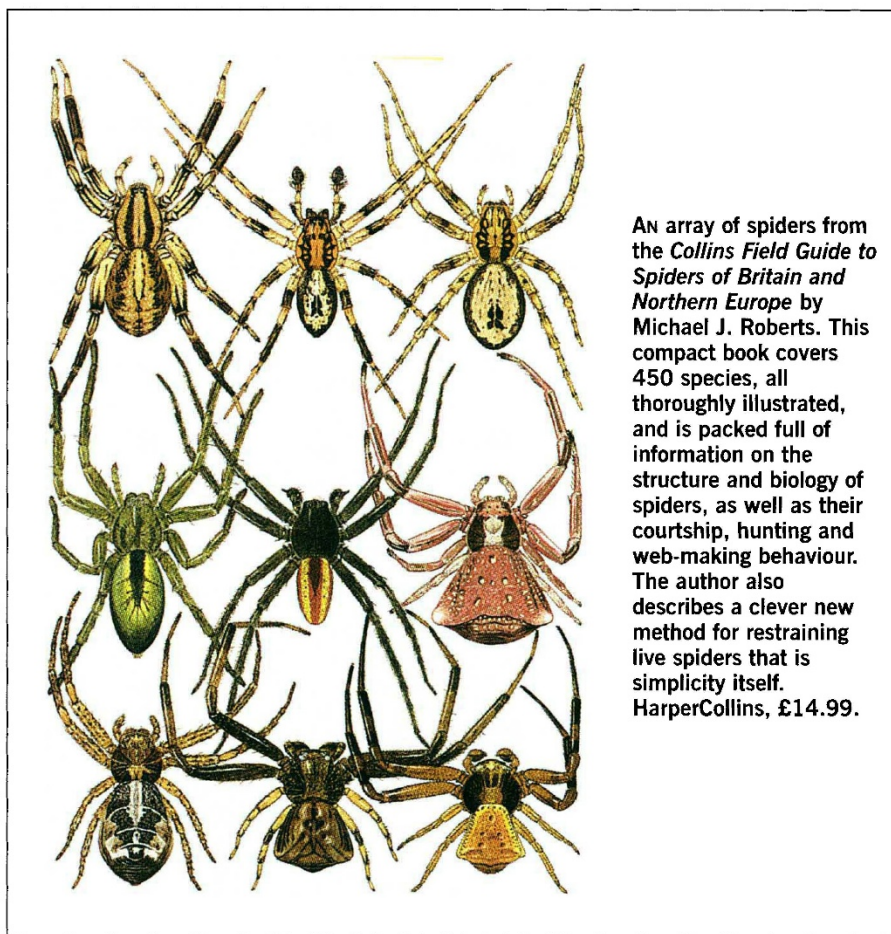 AN array of spiders from
the Collins Field Guide to
Spiders of Britain and
Northern Europe by
Michael J. Roberts. This
compact book covers
450 species, all
thoroughly illustrated,
and is packed full of
information on the
structure and biology of
spiders, as well as their
courtship, hunting and
web-making behaviour.
The author also
describes a clever new
method for restraining
live spiders that is
simplicity itself.
HarperCollins, £14.99.